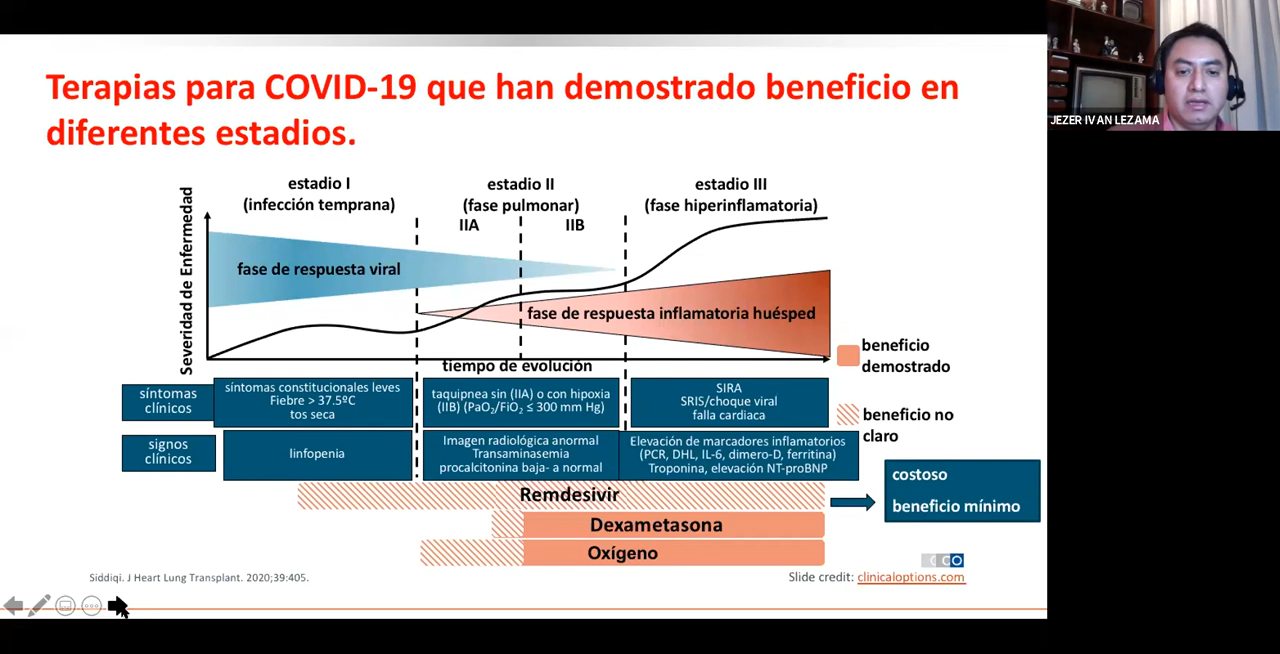 Terapias para COVID-19 que han demostrado beneficio en
diferentes estadios.
JEZER IVAN LEZAMA
estadio I
(infección temprana)
estadio II
(fase pulmonar)
IIA
IIB
estadio III
(fase hiperinflamatoria)
Severidad de Enfermedad
fase de respuesta viral
fase de respuesta inflamatoria huésped
tiempo de evolución
beneficio
demostrado
beneficio no
claro
síntomas
clínicos
síntomas constitucionales leves
Fiebre > 37.5ºC
tos seca
taquipnea sin (IIA) o con hipoxia
(IIB) (PaO₂/FiO₂ ≤ 300 mm Hg)
SIRA
SRIS/choque viral
falla cardiaca
signos
clínicos
linfopenia
Imagen radiológica anormal
Transaminasemia
procalcitonina baja- a normal
Elevación de marcadores inflamatorios
(PCR, DHL, IL-6, dimero-D, ferritina)
Troponina, elevación NT-proBNP
Remdesivir
costoso
beneficio mínimo
Dexametasona
Oxígeno
CCO
Siddiqi. J Heart Lung Transplant. 2020;39:405.
Slide credit: clinicaloptions.com